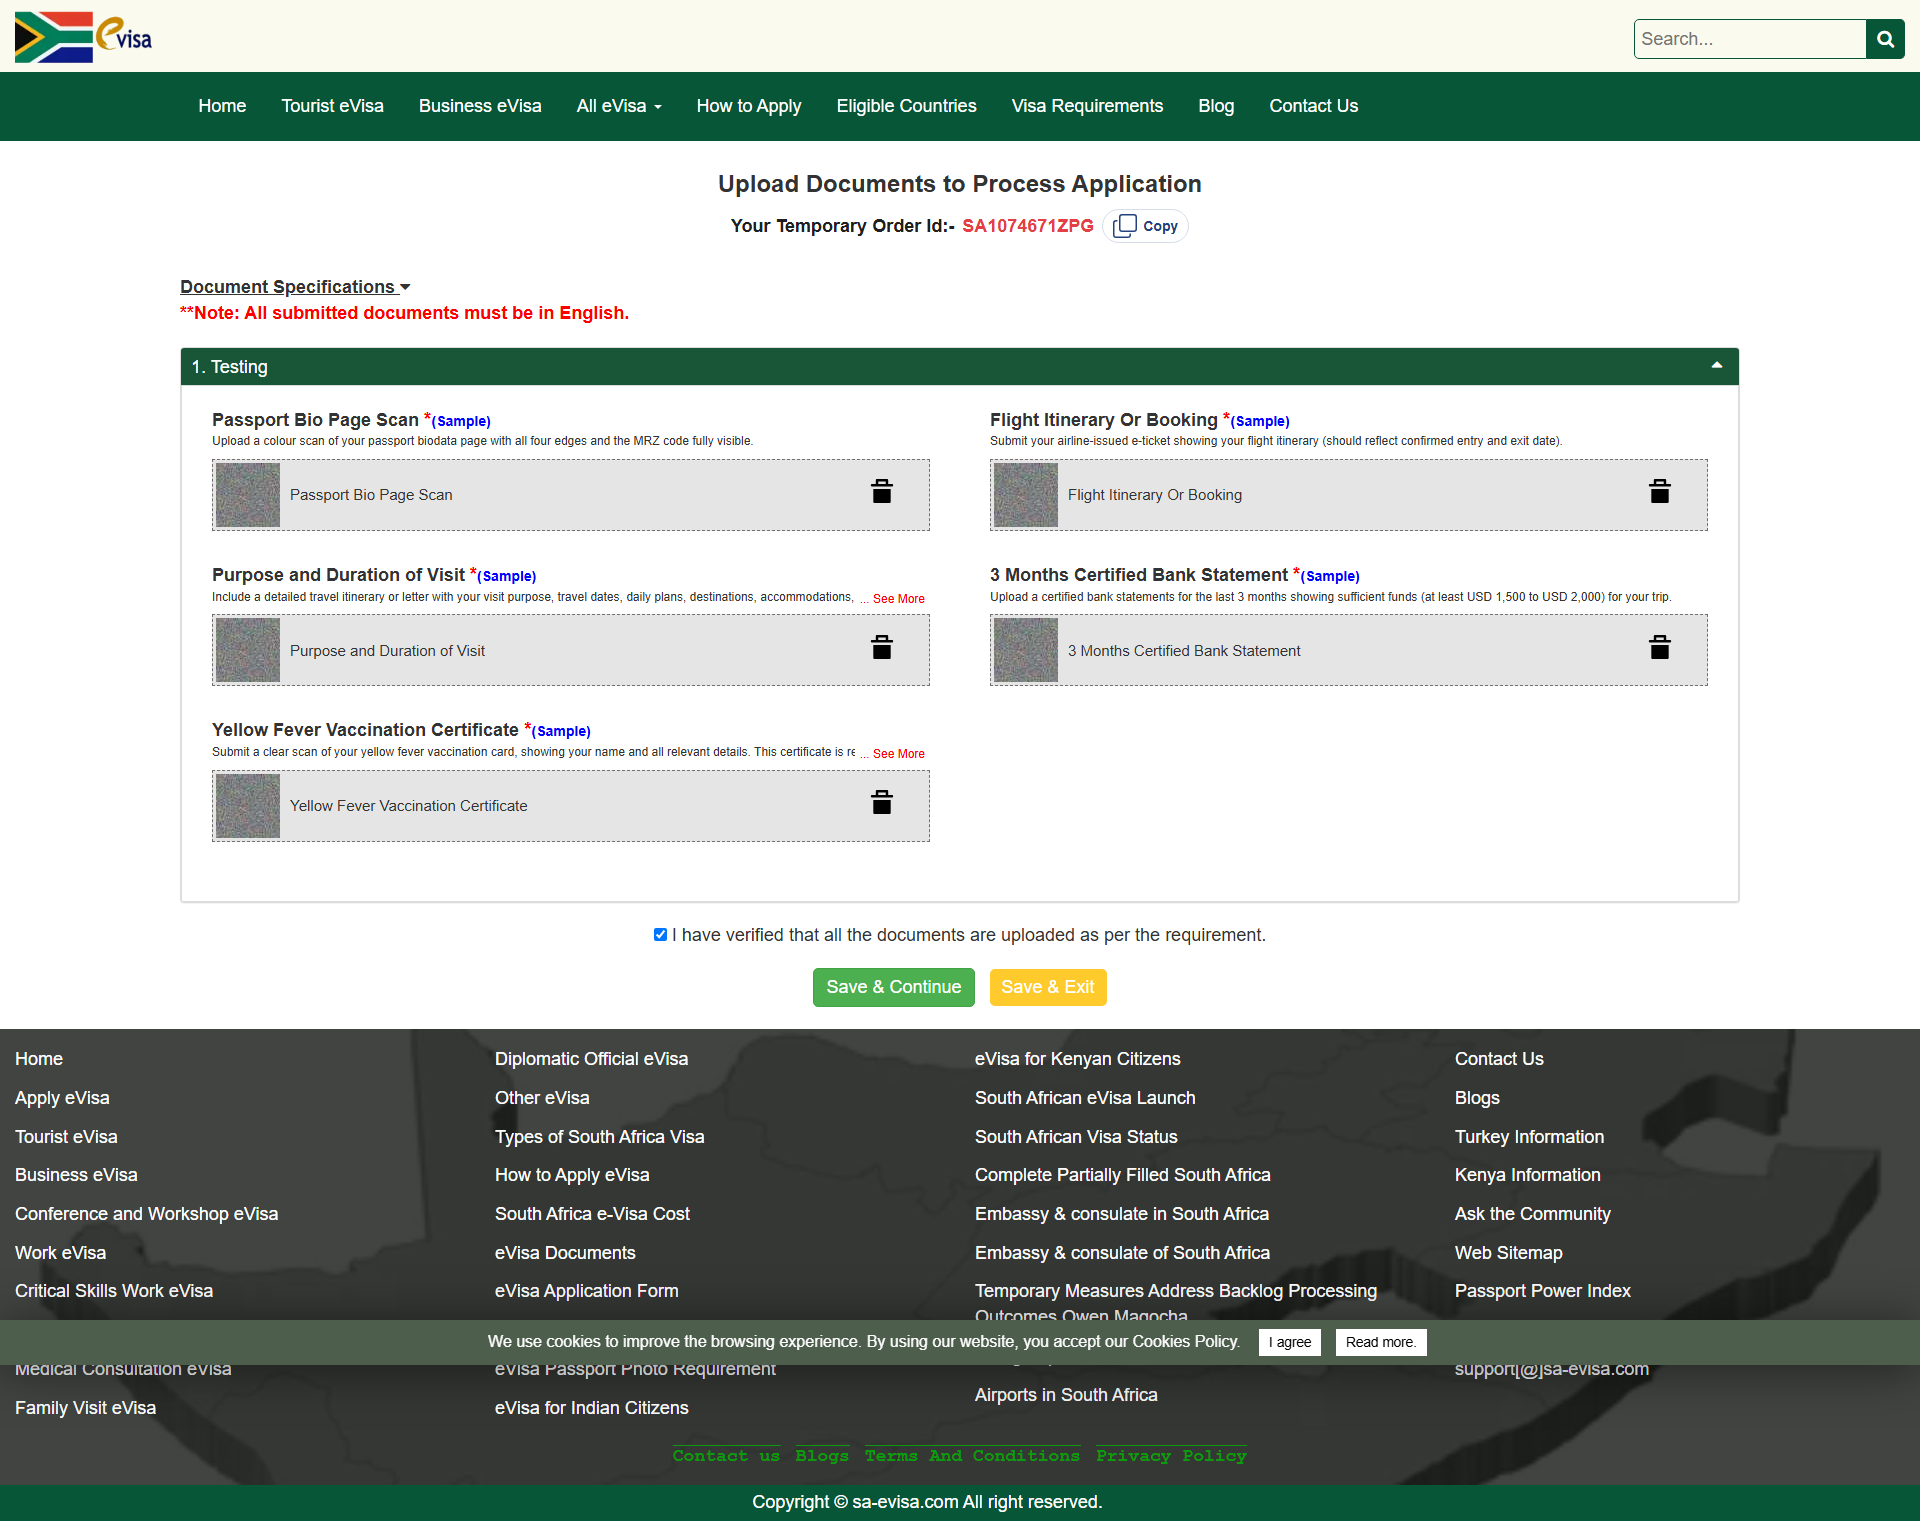 evisa
Search...
Home
Tourist eVisa
Business eVisa
All eVisa
How to Apply
Eligible Countries
Visa Requirements
Blog
Contact Us
Upload Documents to Process Application
Your Temporary Order Id:- SA1074671ZPG Copy
Document Specifications
**Note: All submitted documents must be in English.
1. Testing
Passport Bio Page Scan *(Sample)
Upload a colour scan of your passport biodata page with all four edges and the MRZ code fully visible.
Passport Bio Page Scan
Flight Itinerary Or Booking *(Sample)
Submit your airline-issued e-ticket showing your flight itinerary (should reflect confirmed entry and exit date).
Flight Itinerary Or Booking
Purpose and Duration of Visit *(Sample)
Include a detailed travel itinerary or letter with your visit purpose, travel dates, daily plans, destinations, accommodations, ... See More
Purpose and Duration of Visit
3 Months Certified Bank Statement *(Sample)
Upload a certified bank statements for the last 3 months showing sufficient funds (at least USD 1,500 to USD 2,000) for your trip.
3 Months Certified Bank Statement
Yellow Fever Vaccination Certificate *(Sample)
Submit a clear scan of your yellow fever vaccination card, showing your name and all relevant details. This certificate is re ... See More
Yellow Fever Vaccination Certificate
I have verified that all the documents are uploaded as per the requirement.
Save & Continue
Save & Exit
Home
Apply eVisa
Tourist eVisa
Business eVisa
Conference and Workshop eVisa
Work eVisa
Critical Skills Work eVisa
Medical Consultation eVisa
Family Visit eVisa
Diplomatic Official eVisa
Other eVisa
Types of South Africa Visa
How to Apply eVisa
South Africa e-Visa Cost
eVisa Documents
eVisa Application Form
eVisa Passport Photo Requirement
eVisa for Indian Citizens
eVisa for Kenyan Citizens
South African eVisa Launch
South African Visa Status
Complete Partially Filled South Africa
Embassy & consulate in South Africa
Embassy & consulate of South Africa
Temporary Measures Address Backlog Processing
Outcomes Owen Magocha
Airports in South Africa
Contact Us
Blogs
Turkey Information
Kenya Information
Ask the Community
Web Sitemap
Passport Power Index
support[@]sa-evisa.com
We use cookies to improve the browsing experience. By using our website, you accept our Cookies Policy.
I agree
Read more.
Contact us Blogs Terms And Conditions Privacy Policy
Copyright © sa-evisa.com All right reserved.